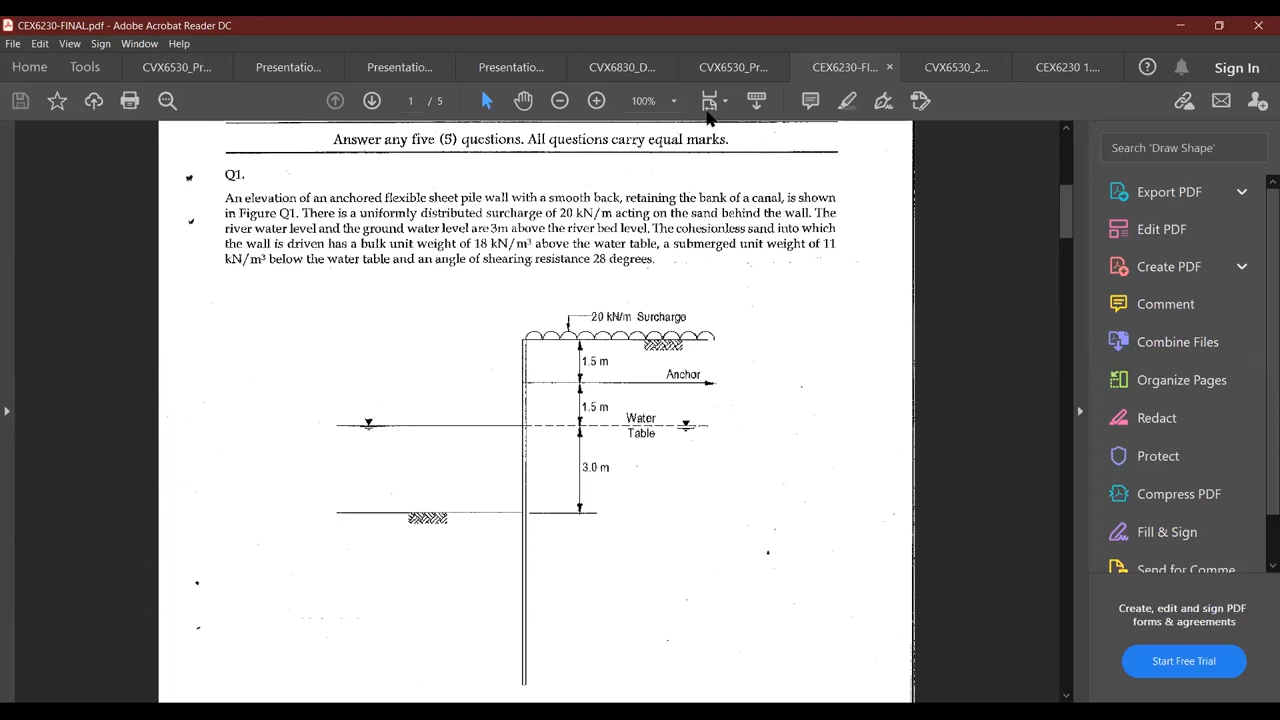 CEX6230-FINAL.pdf - Adobe Acrobat Reader DC
File Edit View Sign Window Help
Home Tools CVX6530_Pr... Presentatio... Presentatio... Presentatio... CVX6830_D... CVX6530_Pr... CEX6230-FI... × CVX6530_2... CEX6230 1.... Sign In
1 / 5 100%
Answer any five (5) questions. All questions carry equal marks.
Q1.
An elevation of an anchored flexible sheet pile wall with a smooth back, retaining the bank of a canal, is shown
in Figure Q1. There is a uniformly distributed surcharge of 20 kN/m acting on the sand behind the wall. The
river water level and the ground water level are 3m above the river bed level. The cohesionless sand into which
the wall is driven has a bulk unit weight of 18 kN/m³ above the water table, a submerged unit weight of 11
kN/m³ below the water table and an angle of shearing resistance 28 degrees.
20 kN/m Surcharge
1.5 m
Anchor
1.5 m
Water
Table
3.0 m
Search 'Draw Shape'
Export PDF
Edit PDF
Create PDF
Comment
Combine Files
Organize Pages
Redact
Protect
Compress PDF
Fill & Sign
Send for Comme
Create, edit and sign PDF
forms & agreements
Start Free Trial